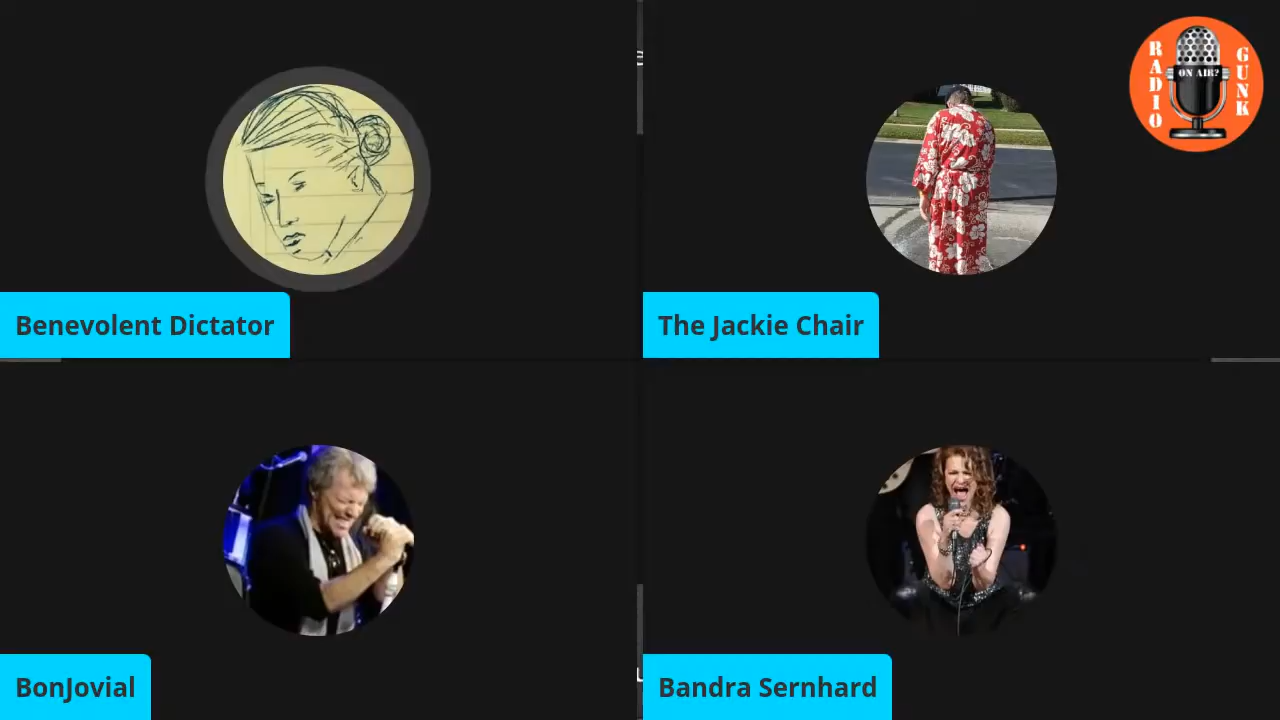 RADIO
ON AIR?
GUNK
Benevolent Dictator
The Jackie Chair
BonJovial
Bandra Sernhard